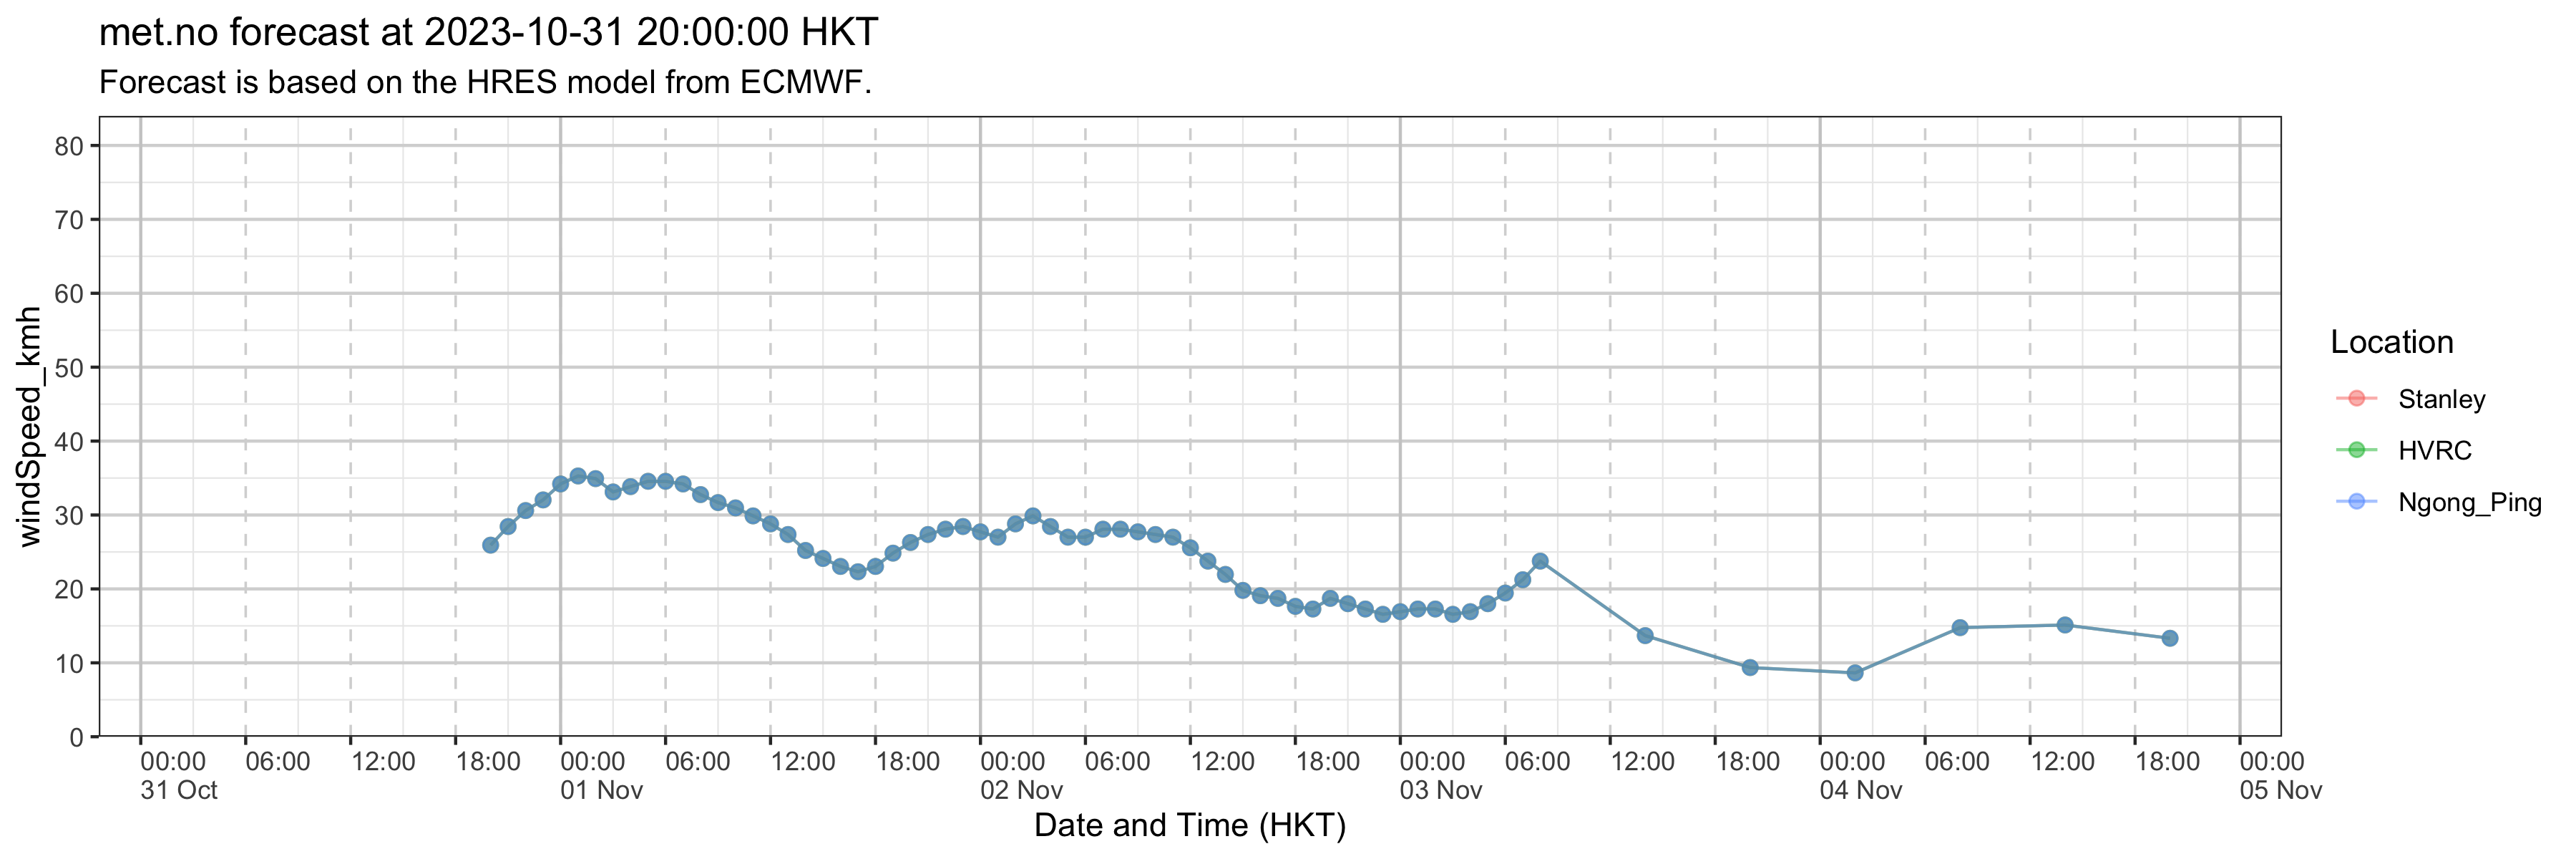 met.no forecast at 2023-10-31 20:00:00 HKT
Forecast is based on the HRES model from ECMWF.
windSpeed_kmh
80
70
60
50
40
30
20
10
0
00:00 06:00 12:00 18:00 00:00 06:00 12:00 18:00 00:00 06:00 12:00 18:00 00:00 06:00 12:00 18:00 00:00 06:00 12:00 18:00 00:00
31 Oct 01 Nov 02 Nov 03 Nov 04 Nov 05 Nov
Date and Time (HKT)
Location
Stanley
HVRC
Ngong_Ping